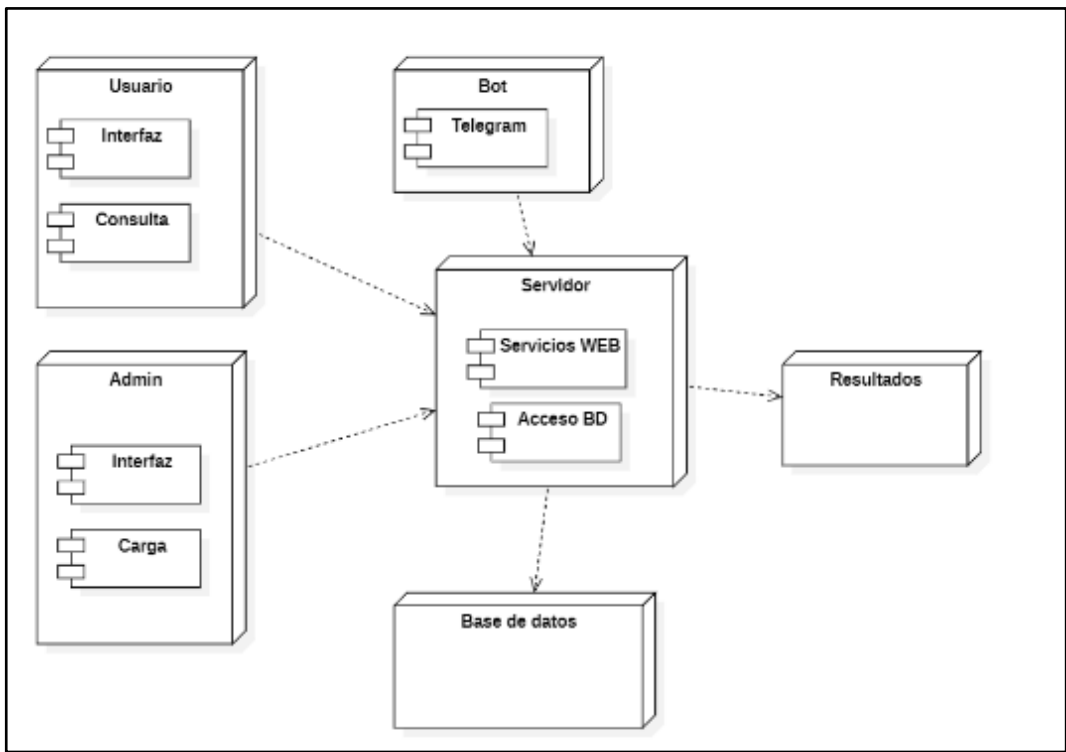 Usuario
Interfaz
Consulta
Bot
Telegram
Admin
Interfaz
Carga
Servidor
Servicios WEB
Acceso BD
Resultados
Base de datos